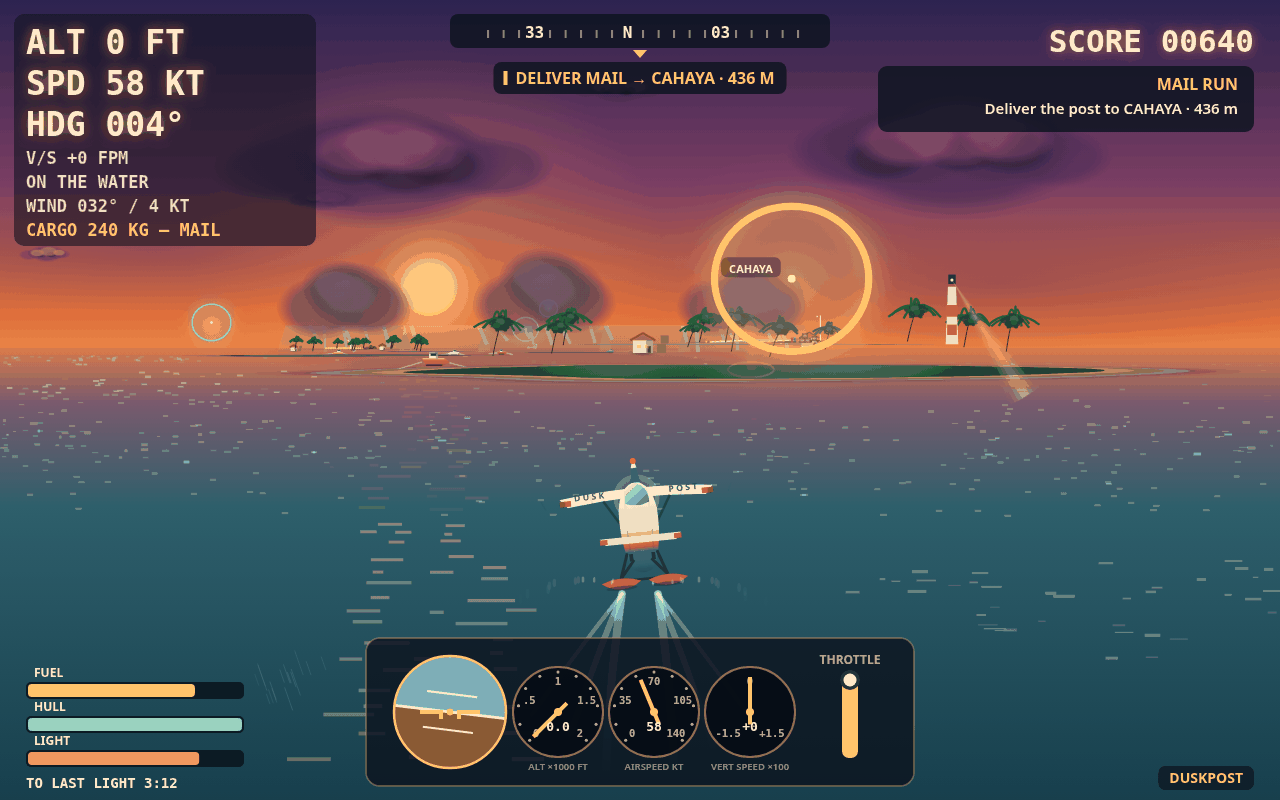 ALT 0 FT
SPD 58 KT
HDG 004°
V/S +0 FPM
ON THE WATER
WIND 032° / 4 KT
CARGO 240 KG — MAIL
33 N 03
DELIVER MAIL → CAHAYA · 436 M
SCORE 00640
MAIL RUN
Deliver the post to CAHAYA · 436 m
CAHAYA
DUSK POST
FUEL
HULL
LIGHT
TO LAST LIGHT 3:12
.5 1 1.5 2
0.0
ALT ×1000 FT
0 35 70 105 140
58
AIRSPEED KT
-1.5 +1.5
+0
VERT SPEED ×100
THROTTLE
DUSKPOST